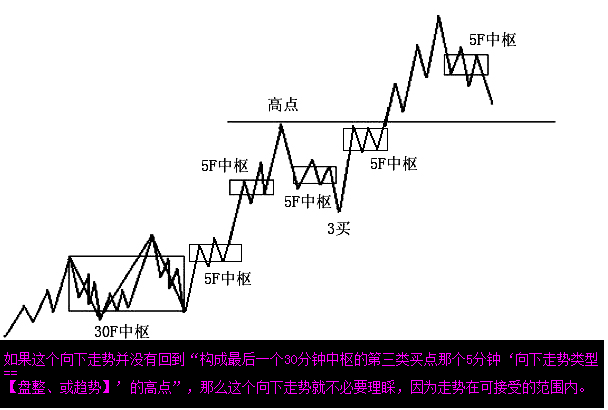 5F中枢
高点
5F中枢
5F中枢
5F中枢
3买
5F中枢
30F中枢
如果这个向下走势并没有回到“构成最后一个30分钟中枢的第三类买点那个5分钟‘向下走势类型
==
【盘整、或趋势】’的高点”，那么这个向下走势就不必要理睬，因为走势在可接受的范围内。